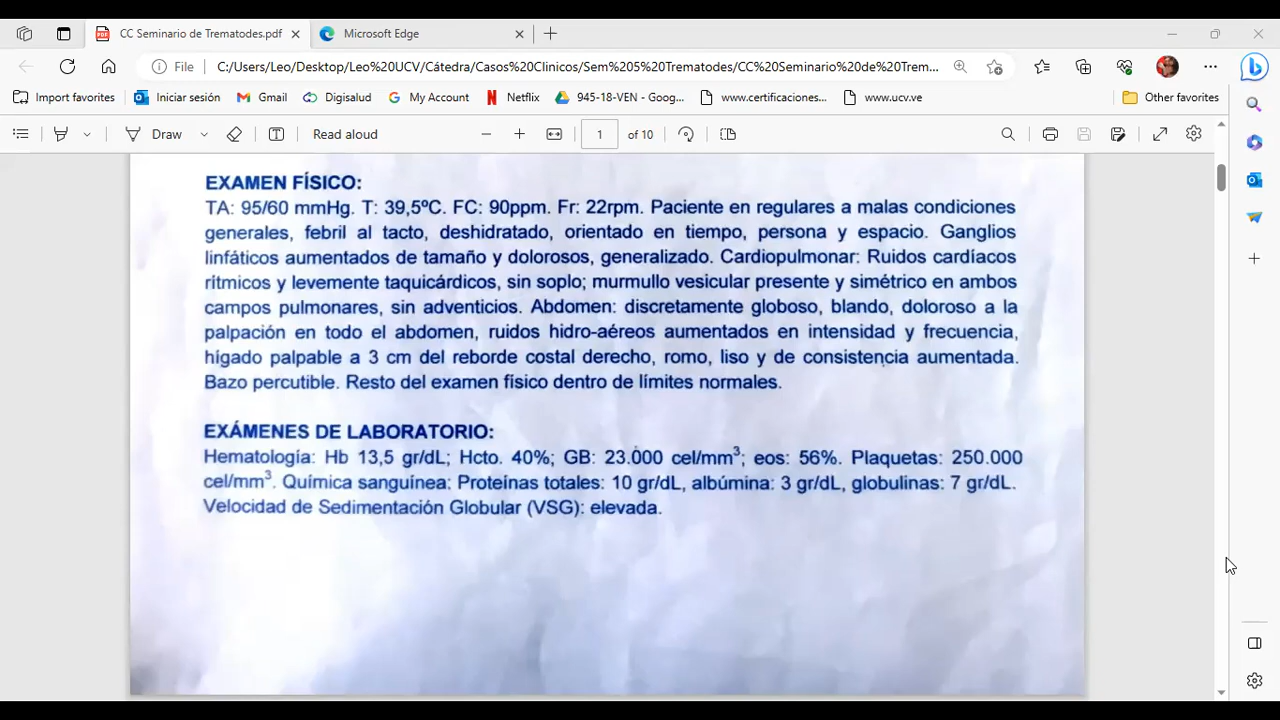 CC Seminario de Trematodes.pdf
Microsoft Edge
File
C:/Users/Leo/Desktop/Leo%20UCV/Cátedra/Casos%20Clinicos/Sem%205%20Trematodes/CC%20Seminario%20de%20Trem...
Import favorites
Iniciar sesión
Gmail
Digisalud
My Account
Netflix
945-18-VEN - Goog...
www.certificaciones...
www.ucv.ve
Other favorites
Draw
Read aloud
1
of 10
EXAMEN FÍSICO:
TA: 95/60 mmHg. T: 39,5ºC. FC: 90ppm. Fr: 22rpm. Paciente en regulares a malas condiciones
generales, febril al tacto, deshidratado, orientado en tiempo, persona y espacio. Ganglios
linfáticos aumentados de tamaño y dolorosos, generalizado. Cardiopulmonar: Ruidos cardíacos
rítmicos y levemente taquicárdicos, sin soplo; murmullo vesicular presente y simétrico en ambos
campos pulmonares, sin adventicios. Abdomen: discretamente globoso, blando, doloroso a la
palpación en todo el abdomen, ruidos hidro-aéreos aumentados en intensidad y frecuencia,
hígado palpable a 3 cm del reborde costal derecho, romo, liso y de consistencia aumentada.
Bazo percutible. Resto del examen físico dentro de límites normales.
EXÁMENES DE LABORATORIO:
Hematología: Hb 13,5 gr/dL; Hcto. 40%; GB: 23.000 cel/mm³; eos: 56%. Plaquetas: 250.000
cel/mm³. Química sanguínea: Proteínas totales: 10 gr/dL, albúmina: 3 gr/dL, globulinas: 7 gr/dL.
Velocidad de Sedimentación Globular (VSG): elevada.